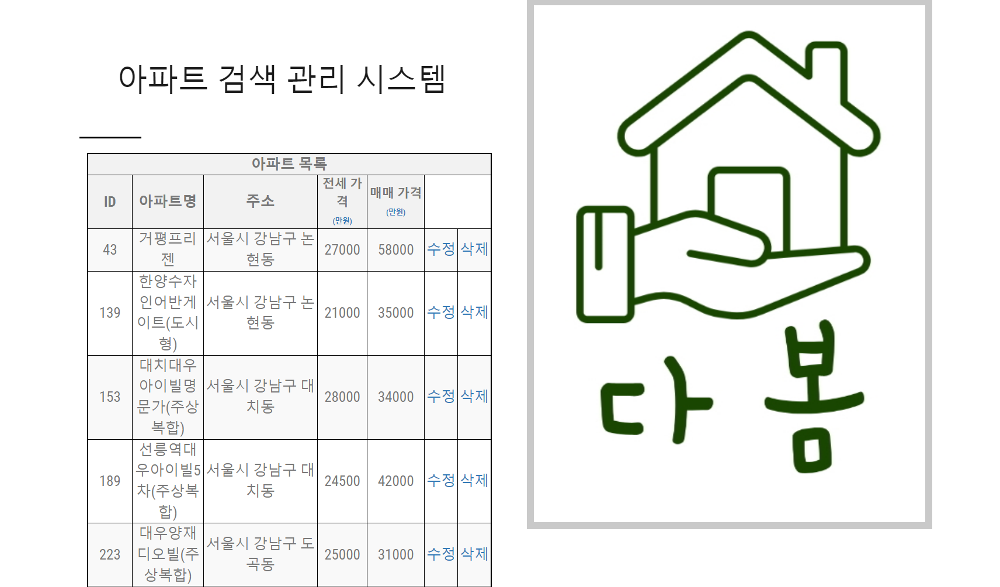 아파트 검색 관리 시스템
아파트 목록
ID 아파트명 주소 전세 가
격
(만원) 매매 가격
(만원)
43 거평프리
젠 서울시 강남구 논
현동 27000 58000 수정 삭제
139 한양수자
인어반게
이트(도시
형) 서울시 강남구 논
현동 21000 35000 수정 삭제
153 대치대우
아이빌명
문가(주상
복합) 서울시 강남구 대
치동 28000 34000 수정 삭제
189 선릉역대
우아이빌5
차(주상복
합) 서울시 강남구 대
치동 24500 42000 수정 삭제
223 대우양재
디오빌(주
상복합) 서울시 강남구 도
곡동 25000 31000 수정 삭제
다봄